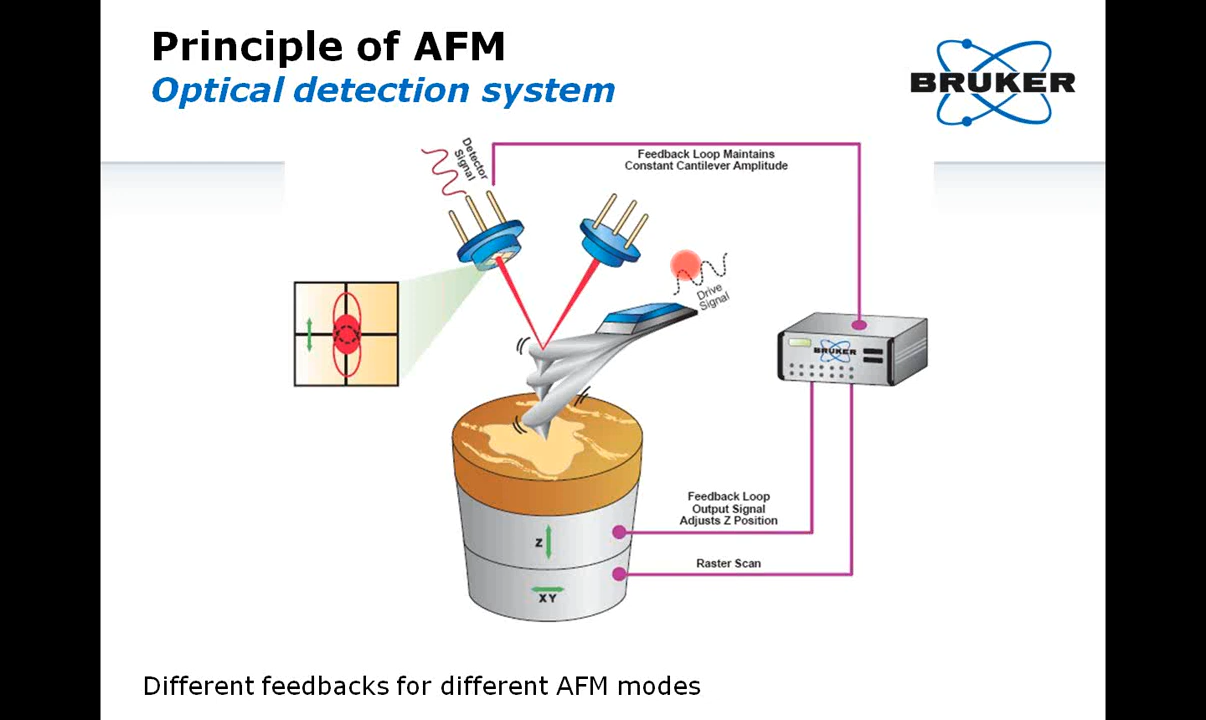 Principle of AFM
Optical detection system
BRUKER
Detector
Signal
Feedback Loop Maintains
Constant Cantilever Amplitude
Drive
Signal
BRUKER
Feedback Loop
Output Signal
Adjusts Z Position
Z
Raster Scan
XY
Different feedbacks for different AFM modes